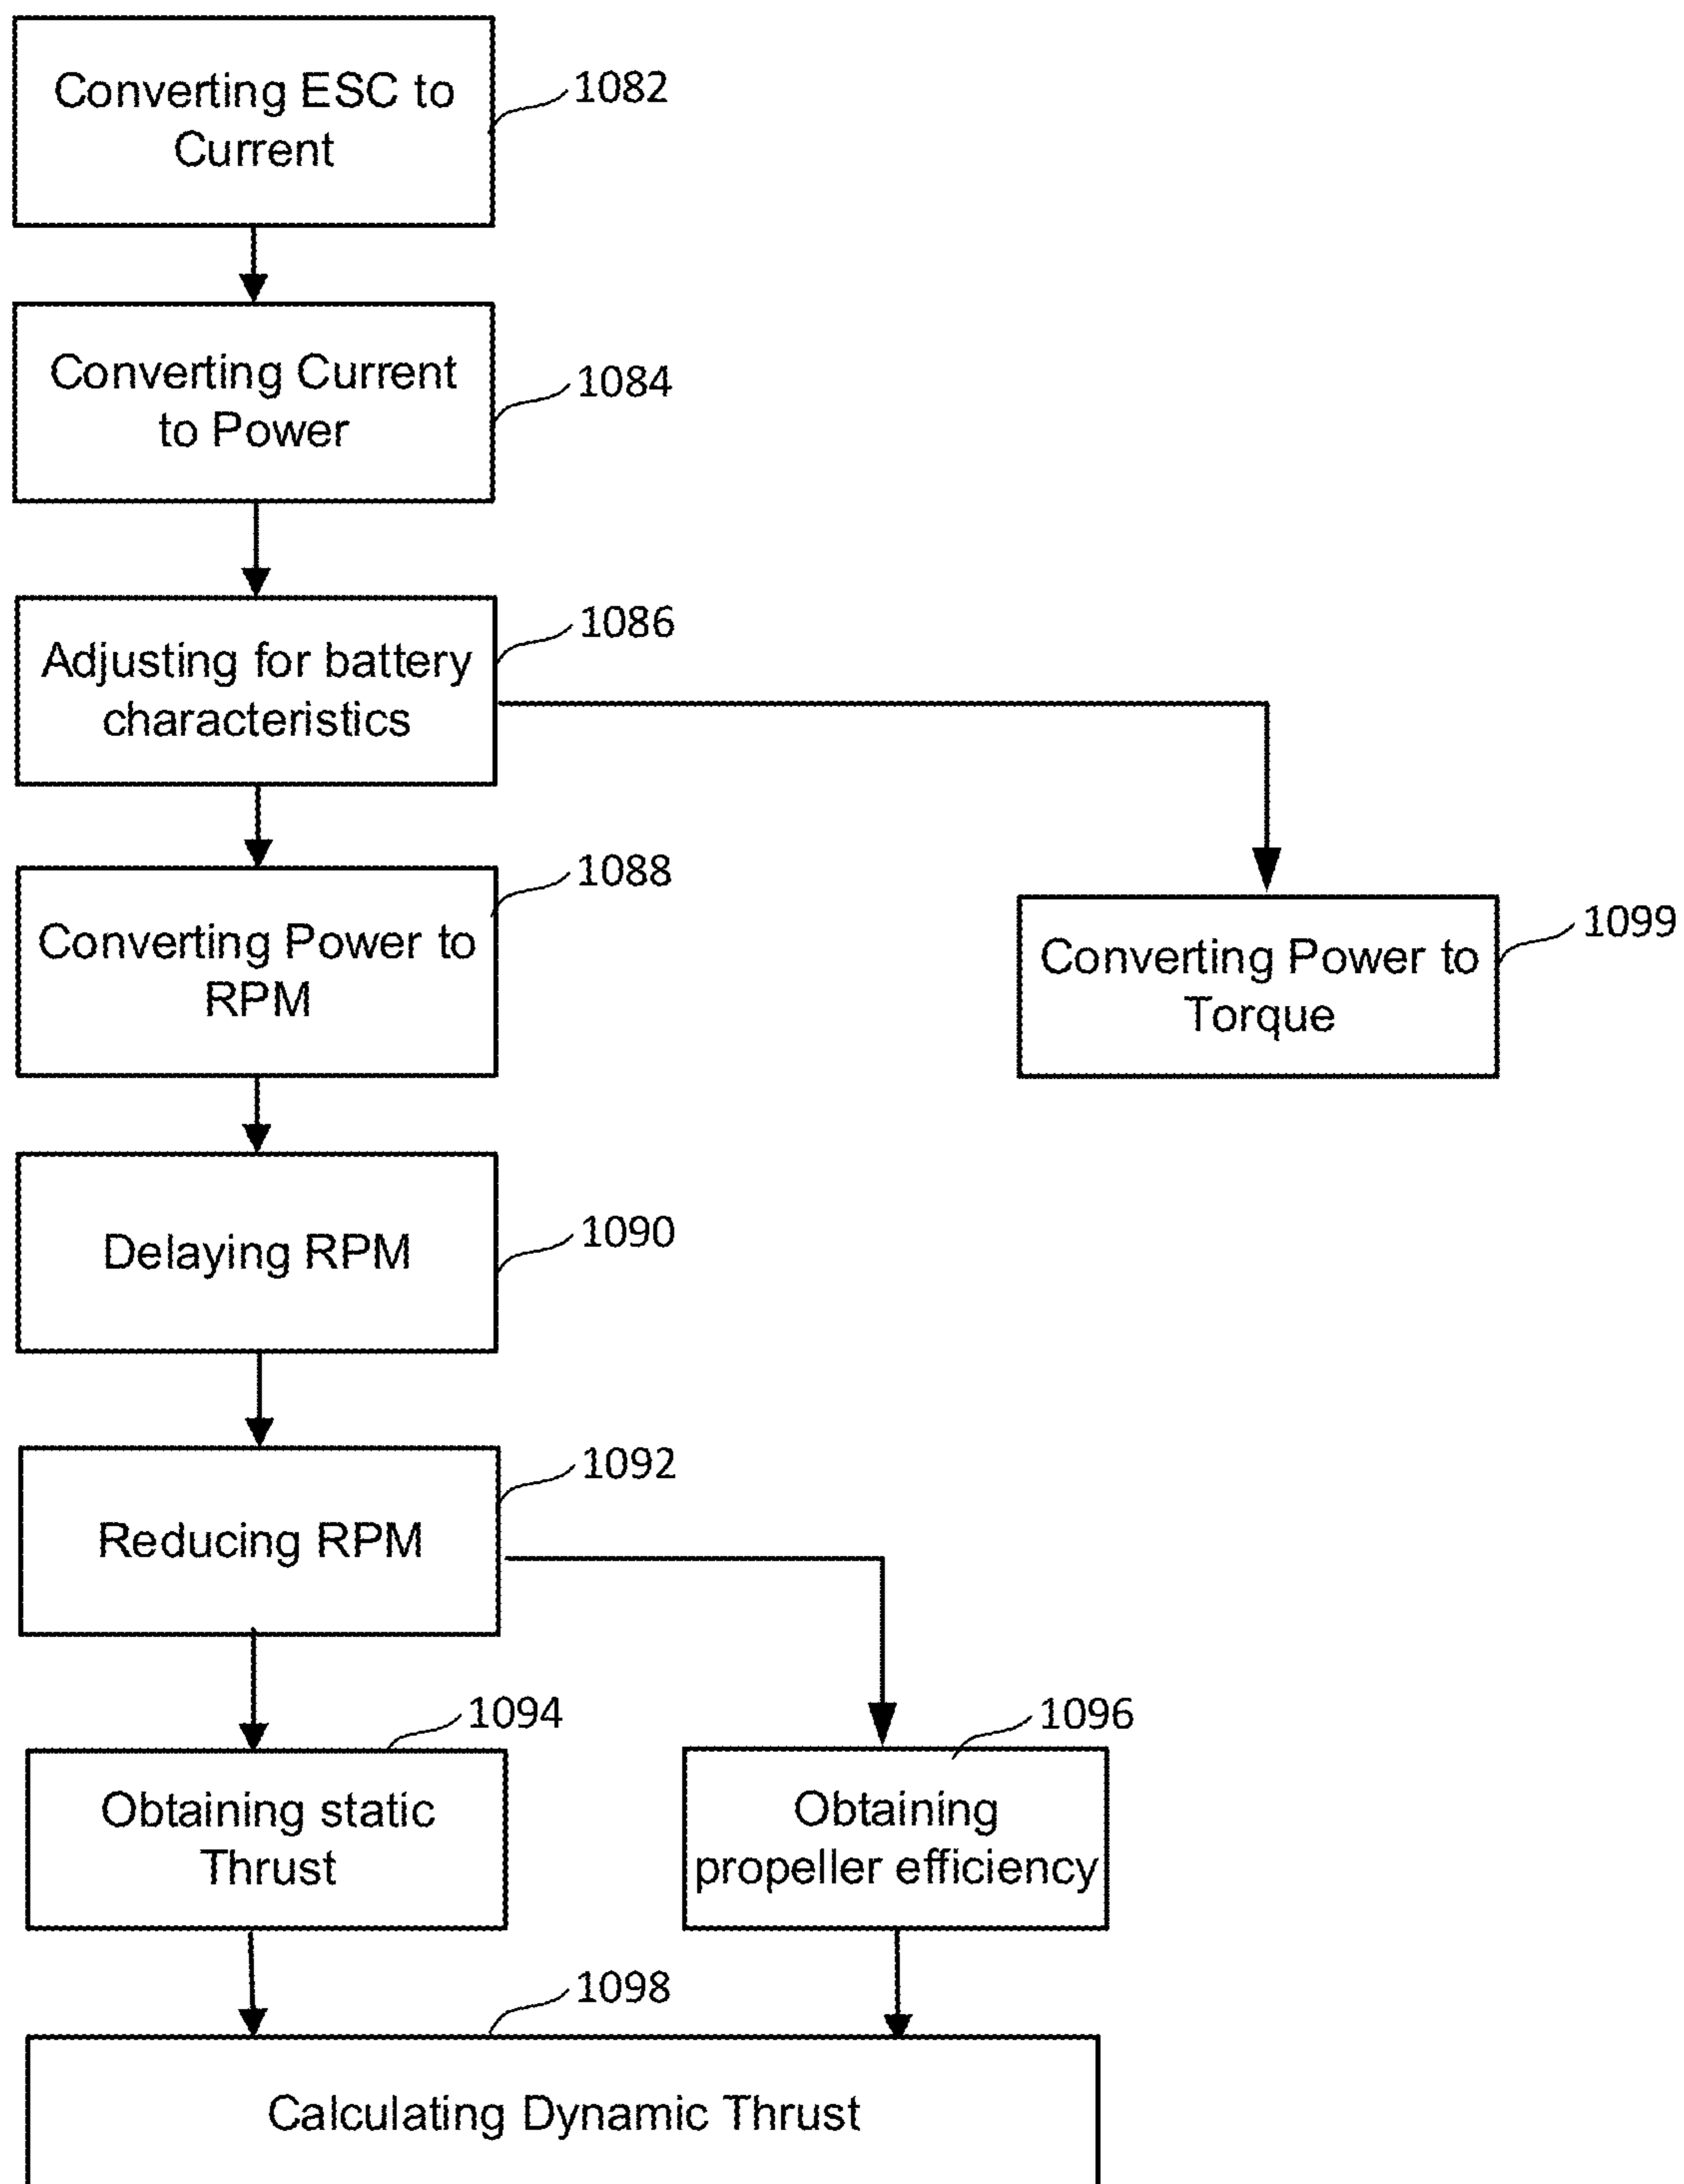 Converting ESC to
Current
1082
Converting Current
to Power
1084
Adjusting for battery
characteristics
1086
Converting Power to
RPM
1088
Converting Power to
Torque
1099
Delaying RPM
1090
Reducing RPM
1092
Obtaining static
Thrust
1094
Obtaining
propeller efficiency
1096
Calculating Dynamic Thrust
1098